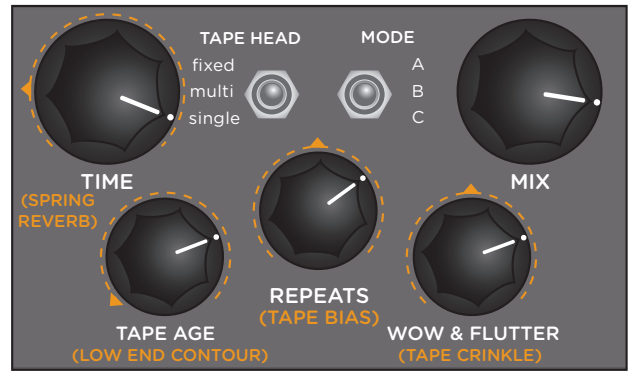 TAPE HEAD
MODE
fixed
multi
single
A
B
C
TIME
(SPRING
REVERB)
MIX
REPEATS
(TAPE BIAS)
TAPE AGE
(LOW END CONTOUR)
WOW & FLUTTER
(TAPE CRINKLE)